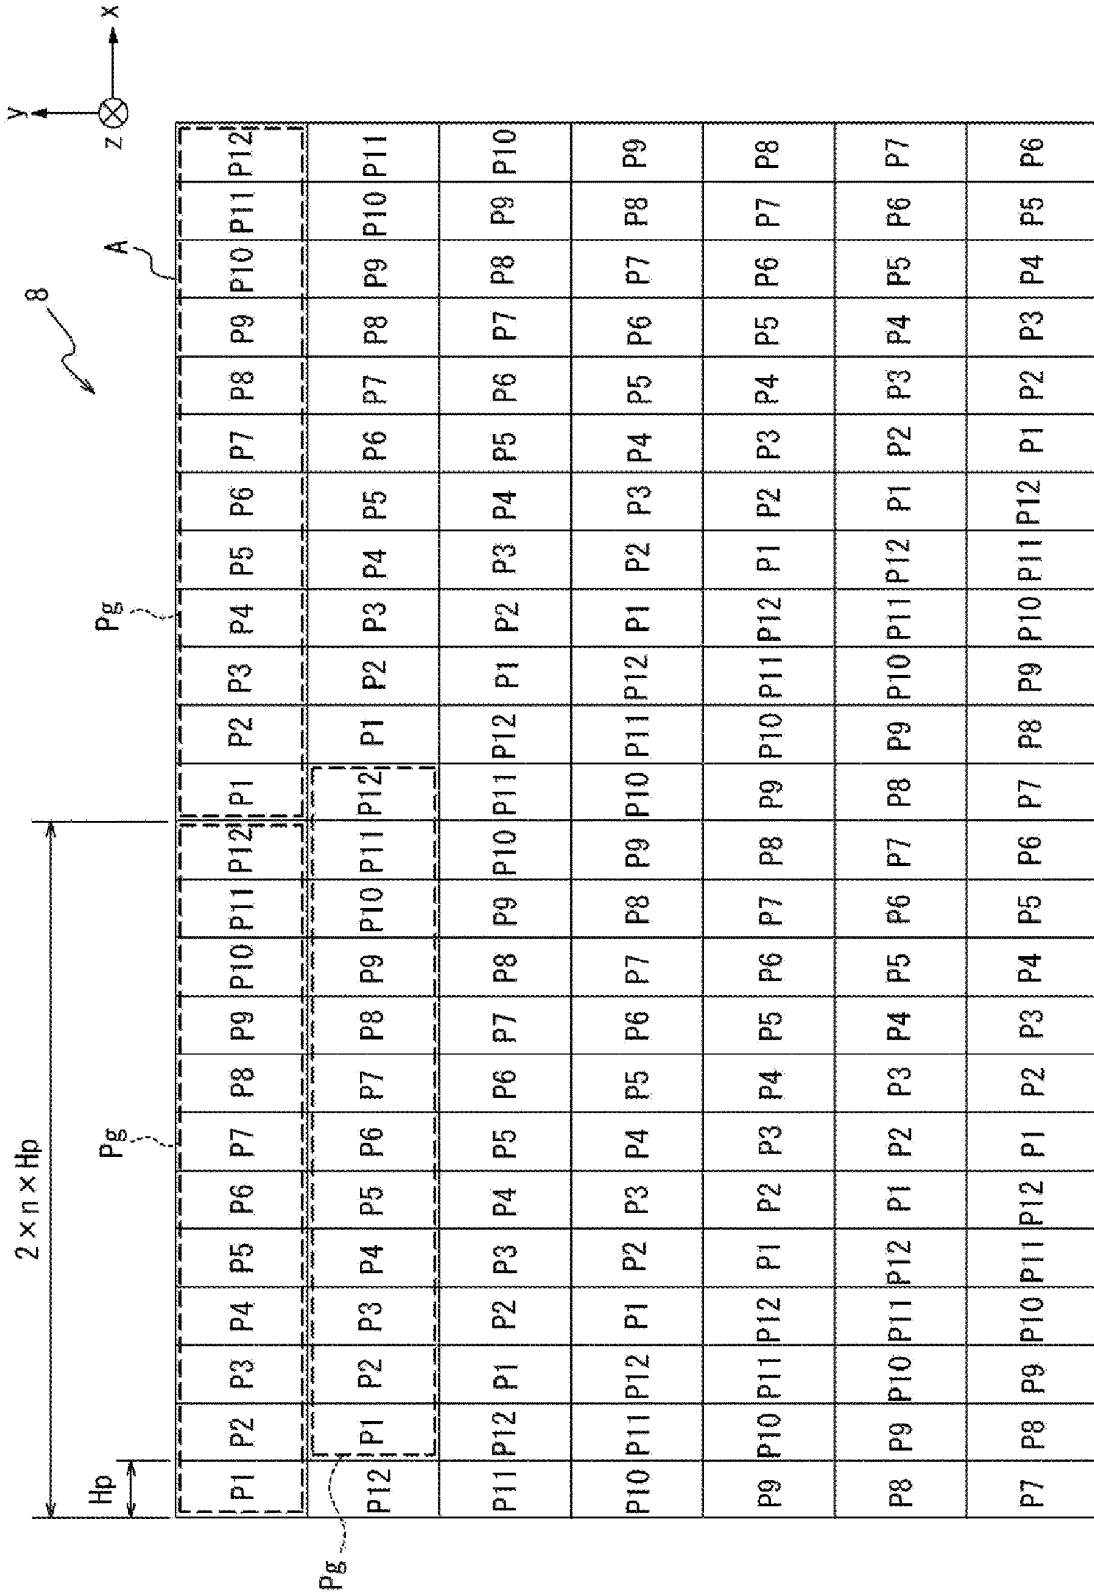 y
2×n×Hp
8
Hp
Pg
Pg
A
z
x
P1 P2 P3 P4 P5 P6 P7 P8 P9 P10 P11 P12 P1 P2 P3 P4 P5 P6 P7 P8 P9 P10 P11 P12
Pg
P12 P1 P2 P3 P4 P5 P6 P7 P8 P9 P10 P11 P12 P1 P2 P3 P4 P5 P6 P7 P8 P9 P10 P11
P11 P12 P1 P2 P3 P4 P5 P6 P7 P8 P9 P10 P11 P12 P1 P2 P3 P4 P5 P6 P7 P8 P9 P10
P10 P11 P12 P1 P2 P3 P4 P5 P6 P7 P8 P9 P10 P11 P12 P1 P2 P3 P4 P5 P6 P7 P8 P9
P9 P10 P11 P12 P1 P2 P3 P4 P5 P6 P7 P8 P9 P10 P11 P12 P1 P2 P3 P4 P5 P6 P7 P8
P8 P9 P10 P11 P12 P1 P2 P3 P4 P5 P6 P7 P8 P9 P10 P11 P12 P1 P2 P3 P4 P5 P6 P7
P7 P8 P9 P10 P11 P12 P1 P2 P3 P4 P5 P6 P7 P8 P9 P10 P11 P12 P1 P2 P3 P4 P5 P6